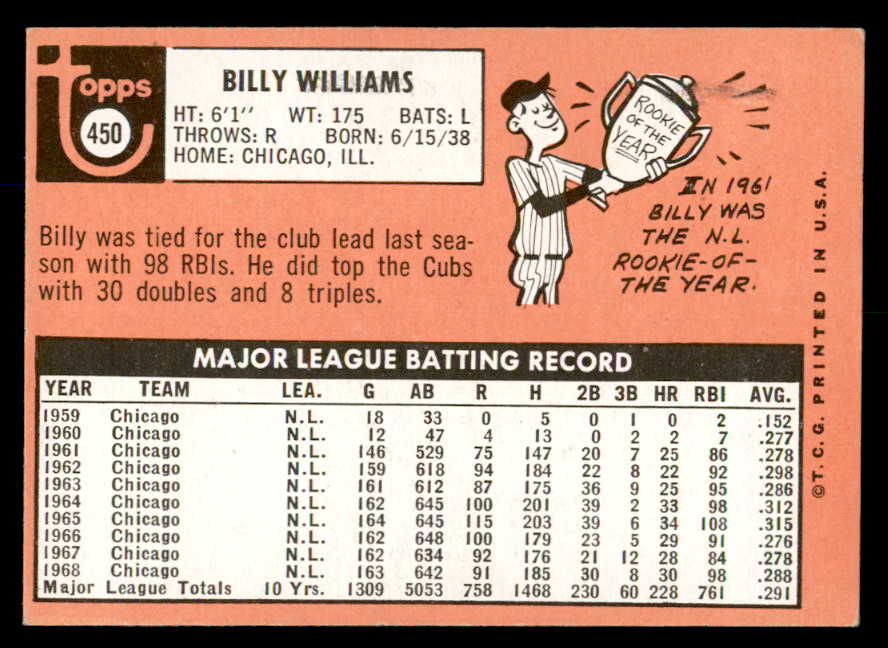 Topps
450
BILLY WILLIAMS
HT: 6'1" WT: 175 BATS: L
THROWS: R BORN: 6/15/38
HOME: CHICAGO, ILL.
ROOKIE
OF THE
YEAR
IN 1961
BILLY WAS
THE N.L.
ROOKIE-OF-
THE YEAR.
Billy was tied for the club lead last sea-
son with 98 RBIs. He did top the Cubs
with 30 doubles and 8 triples.
MAJOR LEAGUE BATTING RECORD
YEAR TEAM LEA. G AB R H 2B 3B HR RBI AVG.
1959 Chicago N.L. 18 33 0 5 0 1 0 2 .152
1960 Chicago N.L. 12 47 4 13 0 2 2 7 .277
1961 Chicago N.L. 146 529 75 147 20 7 25 86 .278
1962 Chicago N.L. 159 618 94 184 22 8 22 92 .298
1963 Chicago N.L. 161 612 87 175 36 9 25 95 .286
1964 Chicago N.L. 162 645 100 201 39 2 33 98 .312
1965 Chicago N.L. 164 645 115 203 39 6 34 108 .315
1966 Chicago N.L. 162 648 100 179 23 5 29 91 .276
1967 Chicago N.L. 162 634 92 176 21 12 28 84 .278
1968 Chicago N.L. 163 642 91 185 30 8 30 98 .288
Major League Totals 10 Yrs. 1309 5053 758 1468 230 60 228 761 .291
©T.C.G. PRINTED IN U.S.A.